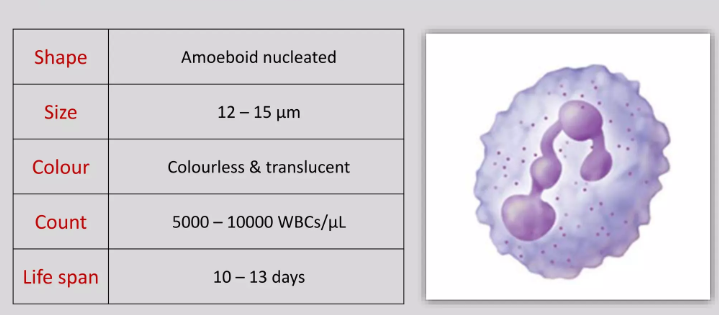 Shape Amoeboid nucleated
Size 12 – 15 µm
Colour Colourless & translucent
Count 5000 – 10000 WBCs/µL
Life span 10 – 13 days